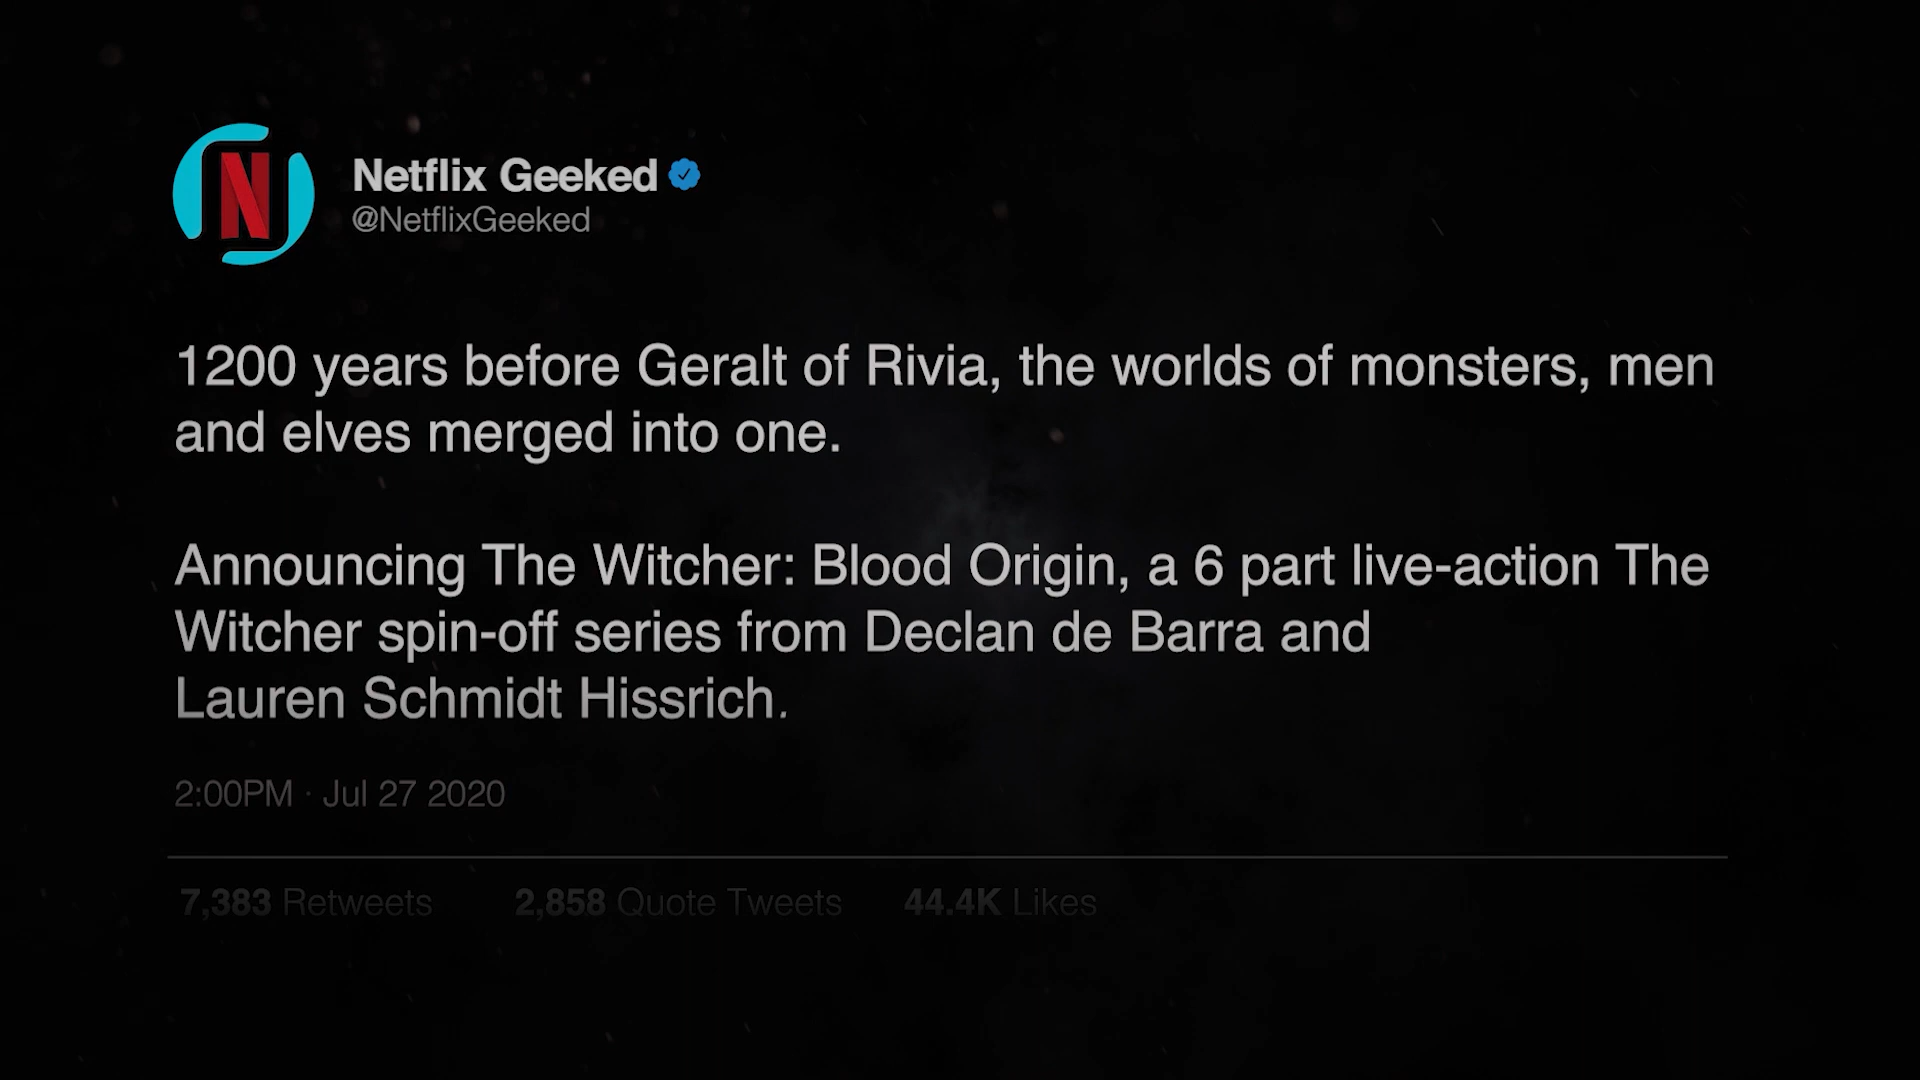 N
Netflix Geeked
@NetflixGeeked
1200 years before Geralt of Rivia, the worlds of monsters, men
and elves merged into one.
Announcing The Witcher: Blood Origin, a 6 part live-action The
Witcher spin-off series from Declan de Barra and
Lauren Schmidt Hissrich.
2:00PM · Jul 27 2020
7,383 Retweets 2,858 Quote Tweets 44.4K Likes